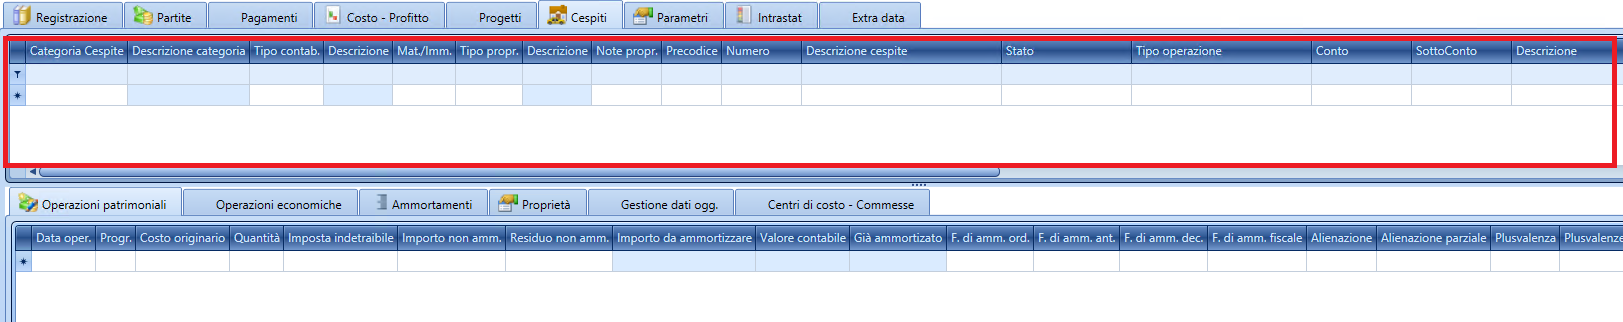 Registrazione Partite Pagamenti Costo - Profitto Progetti Cespiti Parametri Intrastat Extra data
Categoria Cespite Descrizione categoria Tipo contab. Descrizione Mat./Imm. Tipo propr. Descrizione Note propr. Precodice Numero Descrizione cespite Stato Tipo operazione Conto SottoConto Descrizione
Operazioni patrimoniali Operazioni economiche Ammortamenti Proprietà Gestione dati ogg. Centri di costo - Commesse
Data oper. Progr. Costo originario Quantità Imposta indetraibile Importo non amm. Residuo non amm. Importo da ammortizzare Valore contabile Già ammortizzato F. di amm. ord. F. di amm. ant. F. di amm. dec. F. di amm. fiscale Alienazione Alienazione parziale Plusvalenza Plusvalenze